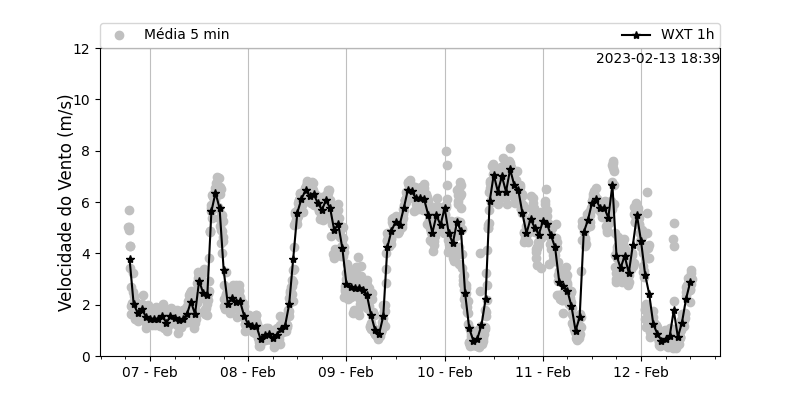 Média 5 min
WXT 1h
2023-02-13 18:39
Velocidade do Vento (m/s)
12
10
8
6
4
2
0
07 - Feb
08 - Feb
09 - Feb
10 - Feb
11 - Feb
12 - Feb